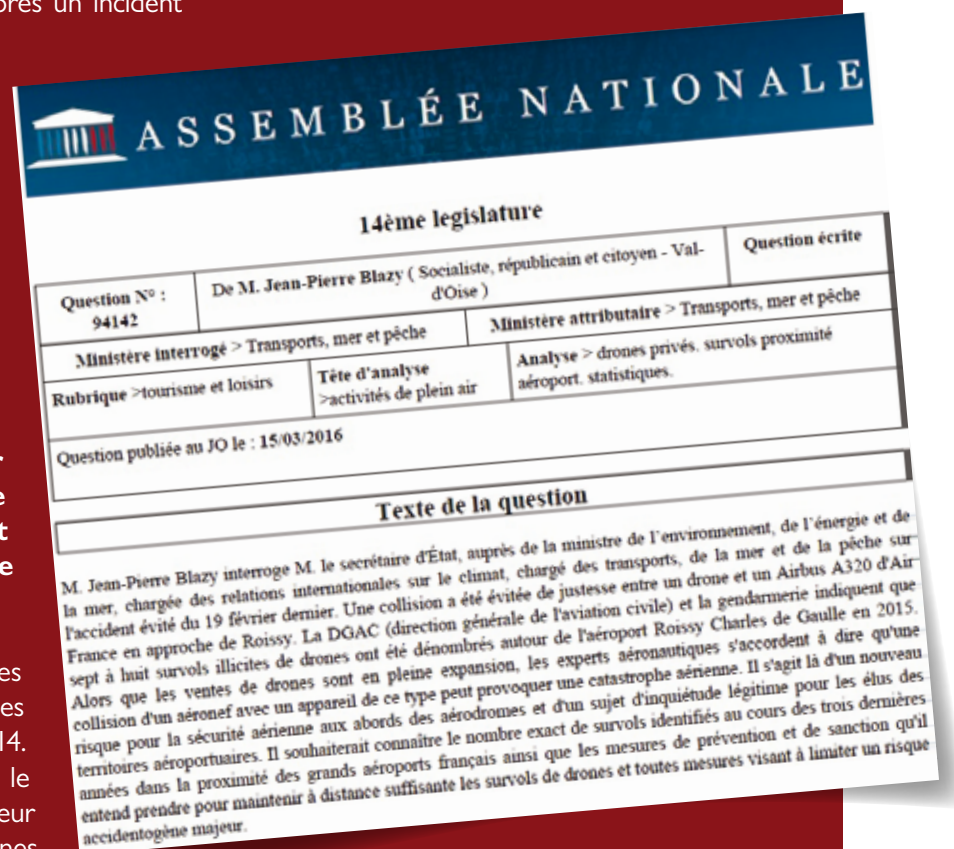 près un incident
ASSEMBLÉE NATIONALE
14ème legislature
Question N° :
94142
De M. Jean-Pierre Blazy ( Socialiste, républicain et citoyen - Val-
d'Oise )
Question écrite
Ministère interrogé > Transports, mer et pêche
Ministère attributaire > Transports, mer et pêche
Rubrique >tourisme et loisirs
Tête d'analyse
>activités de plein air
Analyse > drones privés. survols proximité
aéroport. statistiques.
Question publiée au JO le : 15/03/2016
Texte de la question
M. Jean-Pierre Blazy interroge M. le secrétaire d'État, auprès de la ministre de l'environnement, de l'énergie et de
la mer, chargée des relations internationales sur le climat, chargé des transports, de la mer et de la pêche sur
l'accident évité du 19 février dernier. Une collision a été évitée de justesse entre un drone et un Airbus A320 d'Air
France en approche de Roissy. La DGAC (direction générale de l'aviation civile) et la gendarmerie indiquent que
sept à huit survols illicites de drones ont été dénombrés autour de l'aéroport Roissy Charles de Gaulle en 2015.
Alors que les ventes de drones sont en pleine expansion, les experts aéronautiques s'accordent à dire qu'une
collision d'un aéronef avec un appareil de ce type peut provoquer une catastrophe aérienne. Il s'agit là d'un nouveau
risque pour la sécurité aérienne aux abords des aérodromes et d'un sujet d'inquiétude légitime pour les élus des
territoires aéroportuaires. Il souhaiterait connaître le nombre exact de survols identifiés au cours des trois dernières
années dans la proximité des grands aéroports français ainsi que les mesures de prévention et de sanction qu'il
entend prendre pour maintenir à distance suffisante les survols de drones et toutes mesures visant à limiter un risque
accidentogène majeur.
r
e
t
e
es
es
14.
le
eur